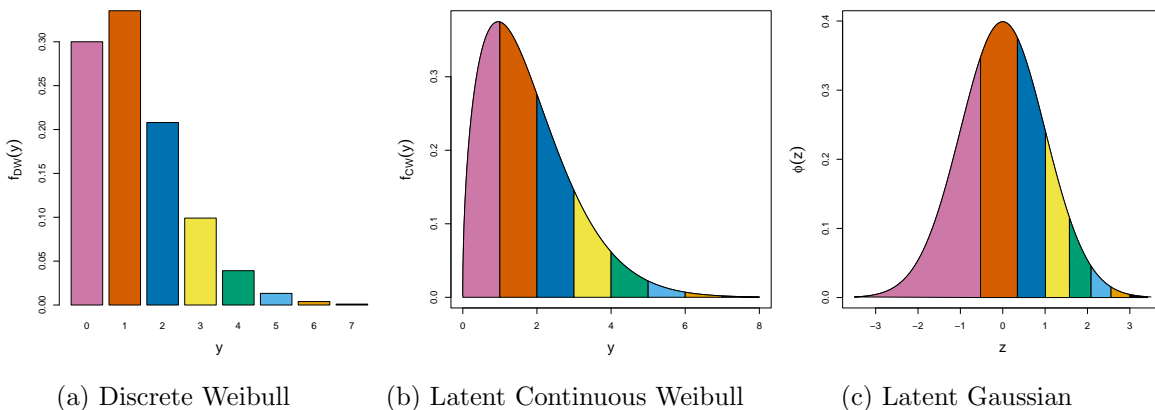 0.00 0.05 0.10 0.15 0.20 0.25 0.30
f_DW(y)
0 1 2 3 4 5 6 7
y
0.0 0.1 0.2 0.3
f_CW(y)
0 2 4 6 8
y
0.0 0.1 0.2 0.3 0.4
ϕ(z)
−3 −2 −1 0 1 2 3
z
(a) Discrete Weibull
(b) Latent Continuous Weibull
(c) Latent Gaussian